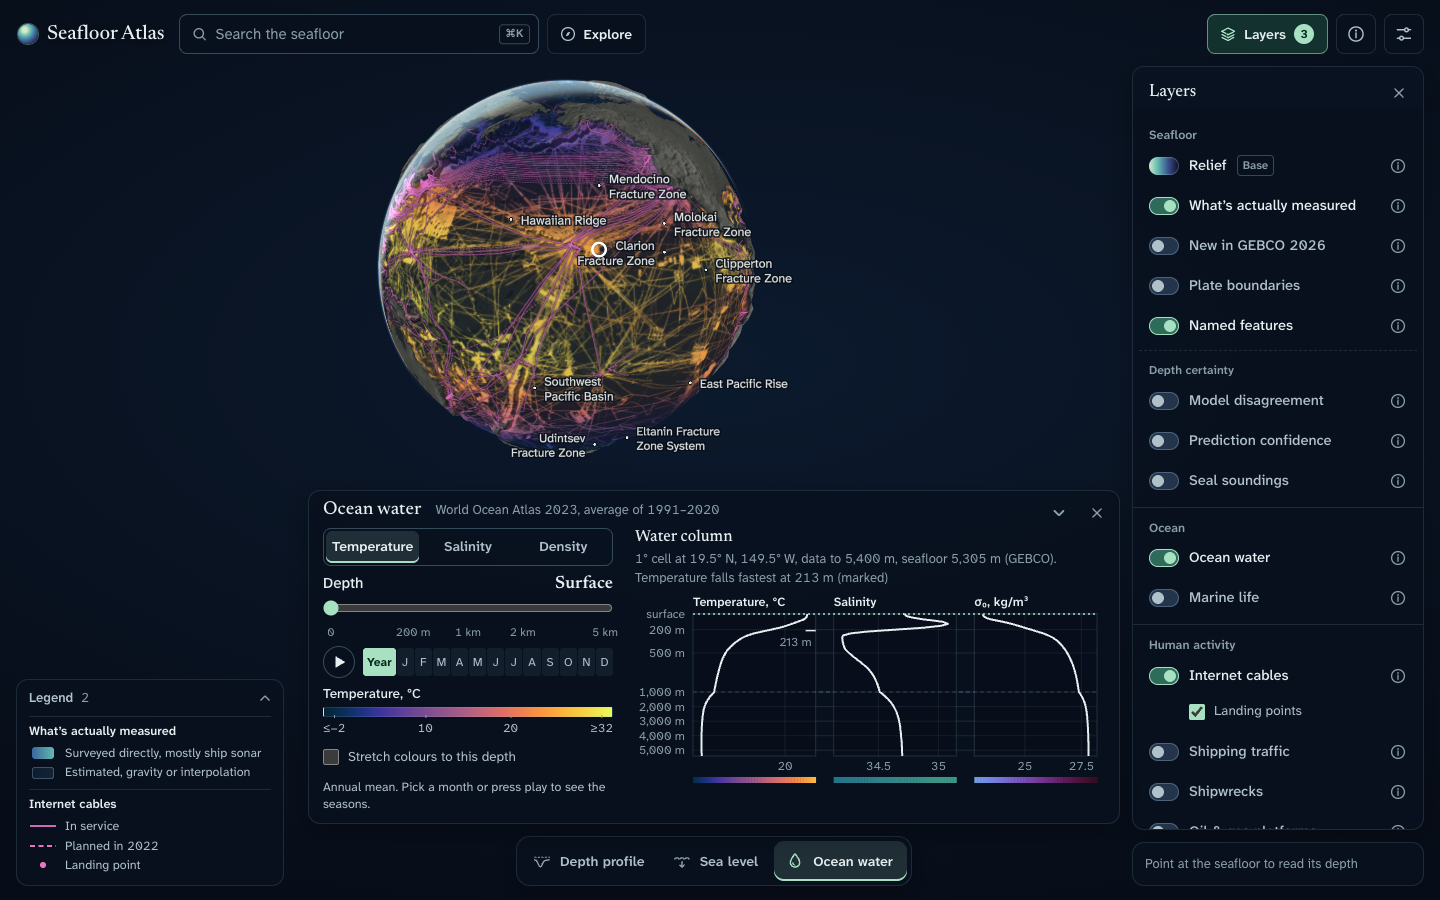 Seafloor Atlas
Search the seafloor
⌘K
Explore
Layers 3
Mendocino
Fracture Zone
Hawaiian Ridge
Molokai
Fracture Zone
Clarion
Fracture Zone
Clipperton
Fracture Zone
Southwest
Pacific Basin
East Pacific Rise
Udintsev
Fracture Zone
Eltanin Fracture
Zone System
Layers
Seafloor
Relief Base
What's actually measured
New in GEBCO 2026
Plate boundaries
Named features
Depth certainty
Model disagreement
Prediction confidence
Seal soundings
Ocean
Ocean water
Marine life
Human activity
Internet cables
Landing points
Shipping traffic
Shipwrecks
Point at the seafloor to read its depth
Ocean water World Ocean Atlas 2023, average of 1991–2020
Temperature Salinity Density
Depth Surface
0 200 m 1 km 2 km 5 km
Year J F M A M J J A S O N D
Temperature, °C
≤−2 10 20 ≥32
Stretch colours to this depth
Annual mean. Pick a month or press play to see the
seasons.
Water column
1° cell at 19.5° N, 149.5° W, data to 5,400 m, seafloor 5,305 m (GEBCO).
Temperature falls fastest at 213 m (marked)
Temperature, °C Salinity σ₀, kg/m³
surface
200 m
213 m
500 m
1,000 m
2,000 m
3,000 m
4,000 m
5,000 m
20 34.5 35 25 27.5
Legend 2
What's actually measured
Surveyed directly, mostly ship sonar
Estimated, gravity or interpolation
Internet cables
In service
Planned in 2022
Landing point
Depth profile
Sea level
Ocean water